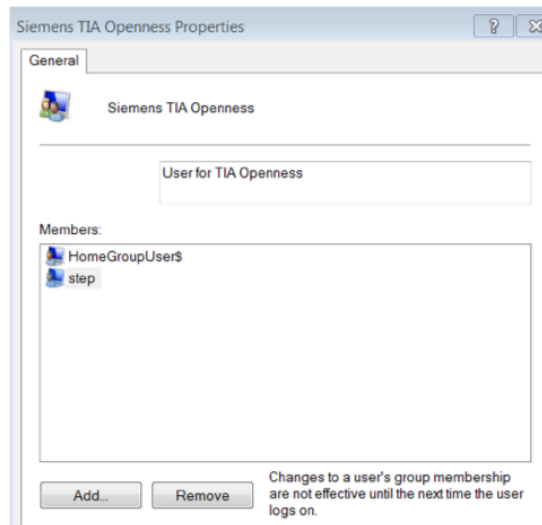 Siemens TIA Openness Properties
General
Siemens TIA Openness
User for TIA Openness
Members:
HomeGroupUser$
step
Add...
Remove
Changes to a user's group membership
are not effective until the next time the user
logs on.